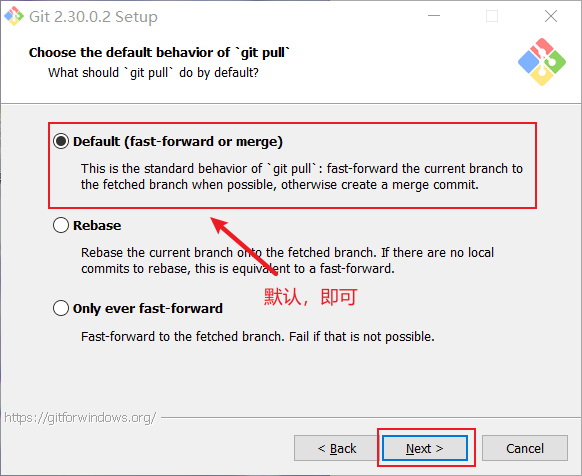 Git 2.30.0.2 Setup
Choose the default behavior of `git pull`
What should `git pull` do by default?
Default (fast-forward or merge)
This is the standard behavior of `git pull`: fast-forward the current branch to
the fetched branch when possible, otherwise create a merge commit.
Rebase
Rebase the current branch onto the fetched branch. If there are no local
commits to rebase, this is equivalent to a fast-forward.
默认，即可
Only ever fast-forward
Fast-forward to the fetched branch. Fail if that is not possible.
https://gitforwindows.org/
< Back
Next >
Cancel